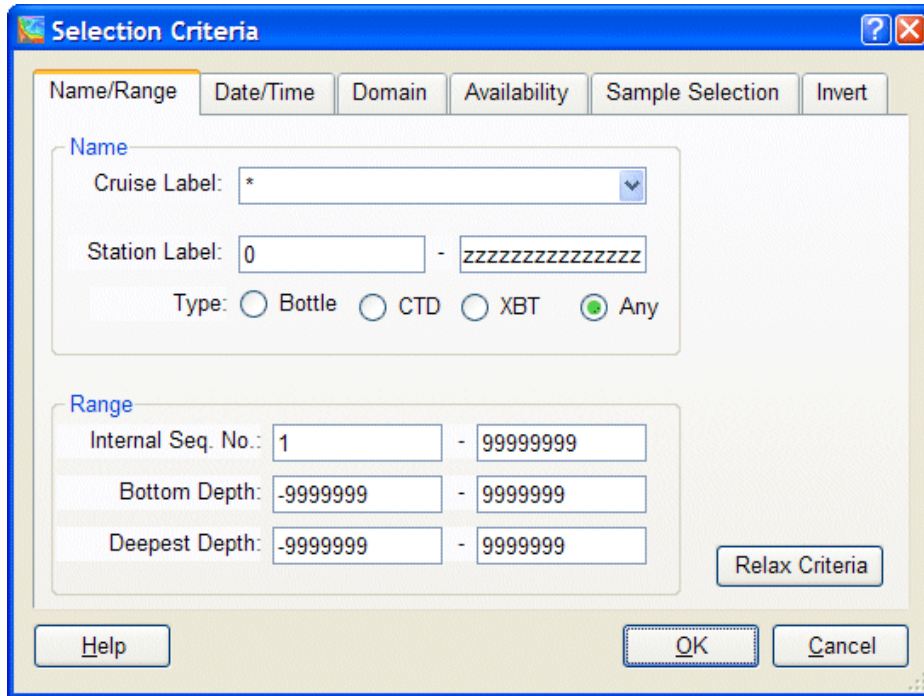 Selection Criteria
Name/Range Date/Time Domain Availability Sample Selection Invert
Name
Cruise Label: *
Station Label: 0 - zzzzzzzzzzzzzzz
Type: Bottle CTD XBT Any
Range
Internal Seq. No.: 1 - 99999999
Bottom Depth: -9999999 - 9999999
Deepest Depth: -9999999 - 9999999
Relax Criteria
Help OK Cancel